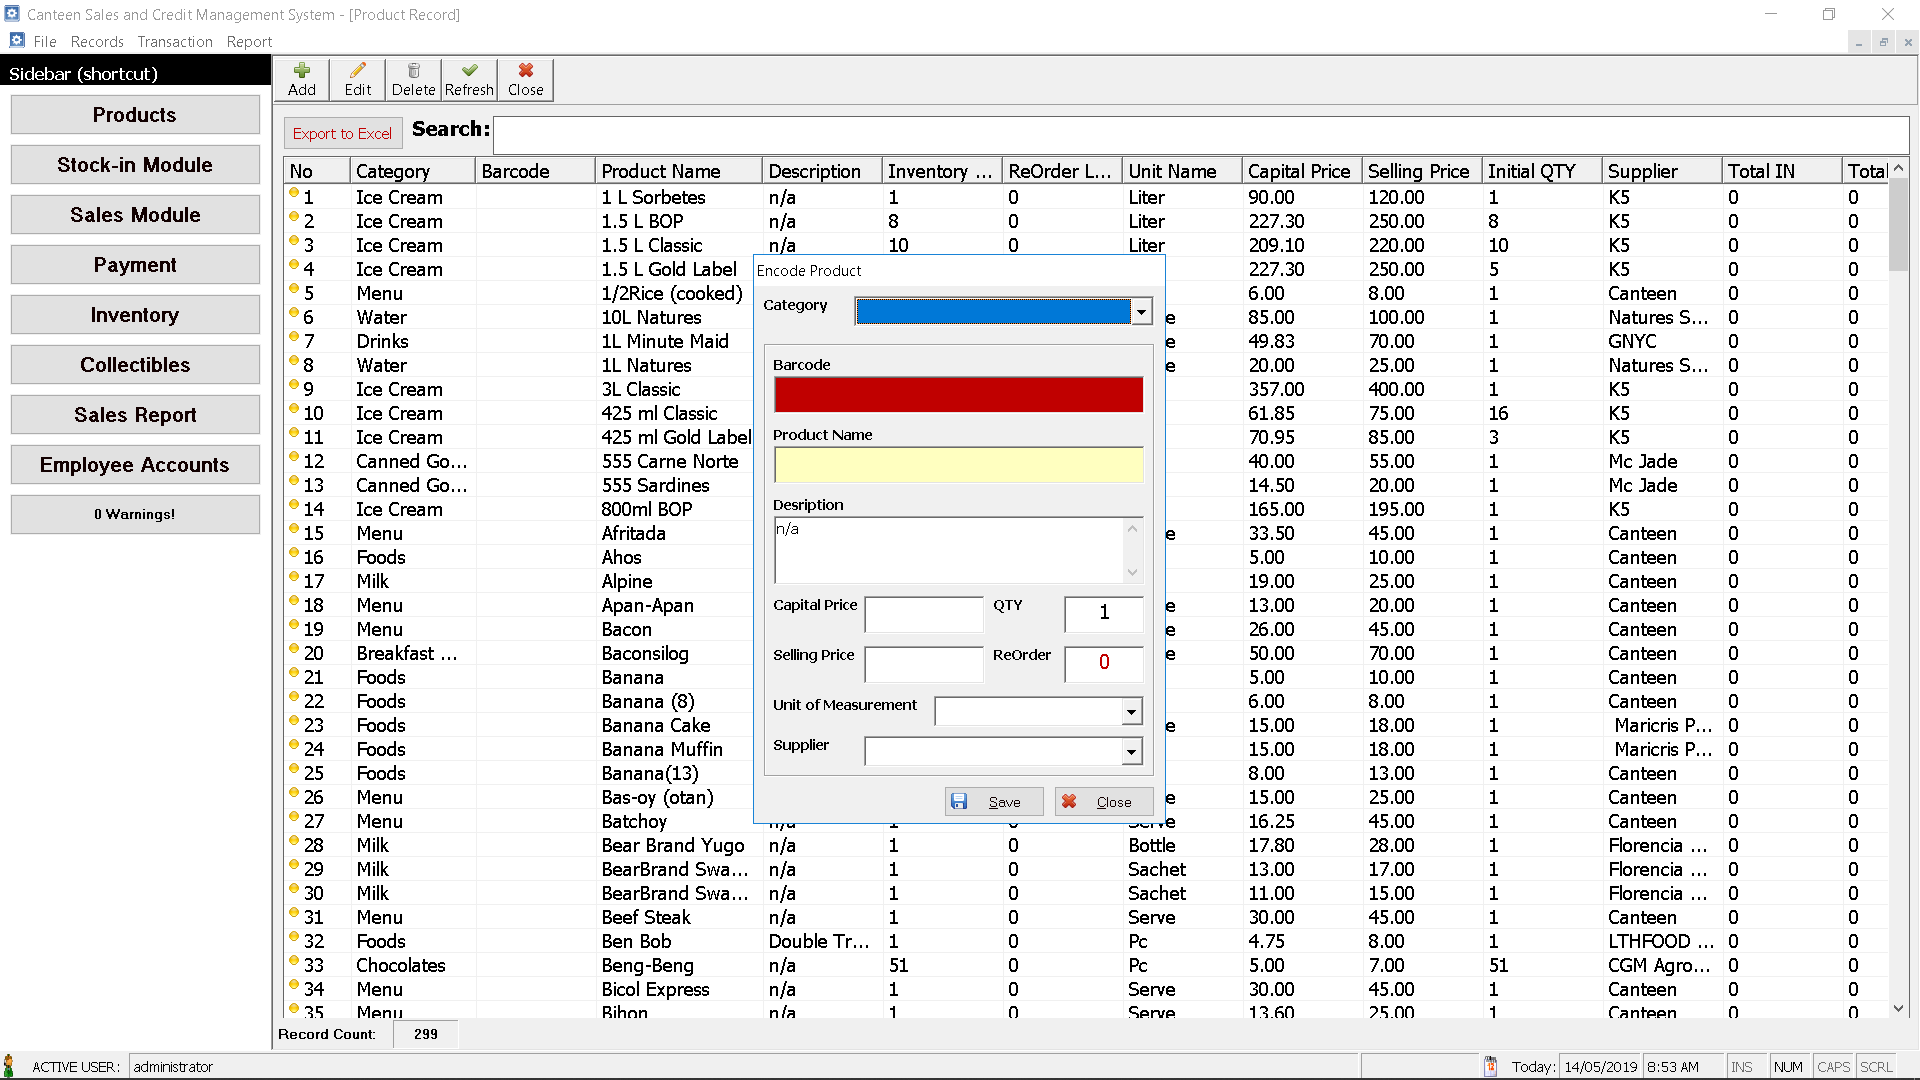 Canteen Sales and Credit Management System - [Product Record]
File Records Transaction Report
Sidebar (shortcut)
Products
Stock-in Module
Sales Module
Payment
Inventory
Collectibles
Sales Report
Employee Accounts
0 Warnings!
Add Edit Delete Refresh Close
Export to Excel Search:
No Category Barcode Product Name Description Inventory ... ReOrder L... Unit Name Capital Price Selling Price Initial QTY Supplier Total IN Total
1 Ice Cream 1 L Sorbetes n/a 1 0 Liter 90.00 120.00 1 K5 0 0
2 Ice Cream 1.5 L BOP n/a 8 0 Liter 227.30 250.00 8 K5 0 0
3 Ice Cream 1.5 L Classic n/a 10 0 Liter 209.10 220.00 10 K5 0 0
4 Ice Cream 1.5 L Gold Label 227.30 250.00 5 K5 0 0
5 Menu 1/2Rice (cooked) 6.00 8.00 1 Canteen 0 0
6 Water 10L Natures e 85.00 100.00 1 Natures S... 0 0
7 Drinks 1L Minute Maid e 49.83 70.00 1 GNYC 0 0
8 Water 1L Natures e 20.00 25.00 1 Natures S... 0 0
9 Ice Cream 3L Classic 357.00 400.00 1 K5 0 0
10 Ice Cream 425 ml Classic 61.85 75.00 16 K5 0 0
11 Ice Cream 425 ml Gold Label 70.95 85.00 3 K5 0 0
12 Canned Go... 555 Carne Norte 40.00 55.00 1 Mc Jade 0 0
13 Canned Go... 555 Sardines 14.50 20.00 1 Mc Jade 0 0
14 Ice Cream 800ml BOP 165.00 195.00 1 K5 0 0
15 Menu Afritada e 33.50 45.00 1 Canteen 0 0
16 Foods Ahos 5.00 10.00 1 Canteen 0 0
17 Milk Alpine 19.00 25.00 1 Canteen 0 0
18 Menu Apan-Apan e 13.00 20.00 1 Canteen 0 0
19 Menu Bacon e 26.00 45.00 1 Canteen 0 0
20 Breakfast ... Baconsilog e 50.00 70.00 1 Canteen 0 0
21 Foods Banana 5.00 10.00 1 Canteen 0 0
22 Foods Banana (8) 6.00 8.00 1 Canteen 0 0
23 Foods Banana Cake e 15.00 18.00 1 Maricris P... 0 0
24 Foods Banana Muffin e 15.00 18.00 1 Maricris P... 0 0
25 Foods Banana(13) 8.00 13.00 1 Canteen 0 0
26 Menu Bas-oy (otan) e 15.00 25.00 1 Canteen 0 0
27 Menu Batchoy n/a 1 0 Serve 16.25 45.00 1 Canteen 0 0
28 Milk Bear Brand Yugo n/a 1 0 Bottle 17.80 28.00 1 Florencia ... 0 0
29 Milk BearBrand Swa... n/a 1 0 Sachet 13.00 17.00 1 Florencia ... 0 0
30 Milk BearBrand Swa... n/a 1 0 Sachet 11.00 15.00 1 Florencia ... 0 0
31 Menu Beef Steak n/a 1 0 Serve 30.00 45.00 1 Canteen 0 0
32 Foods Ben Bob Double Tr... 1 0 Pc 4.75 8.00 1 LTHFOOD ... 0 0
33 Chocolates Beng-Beng n/a 51 0 Pc 5.00 7.00 51 CGM Agro... 0 0
34 Menu Bicol Express n/a 1 0 Serve 30.00 45.00 1 Canteen 0 0
35 Menu Bihon n/a 1 0 Serve 13.60 25.00 1 Canteen 0 0
Encode Product
Category
Barcode
Product Name
Desription
n/a
Capital Price QTY 1
Selling Price ReOrder 0
Unit of Measurement
Supplier
Save Close
Record Count: 299
ACTIVE USER: administrator Today: 14/05/2019 8:53 AM INS NUM CAPS SCRL